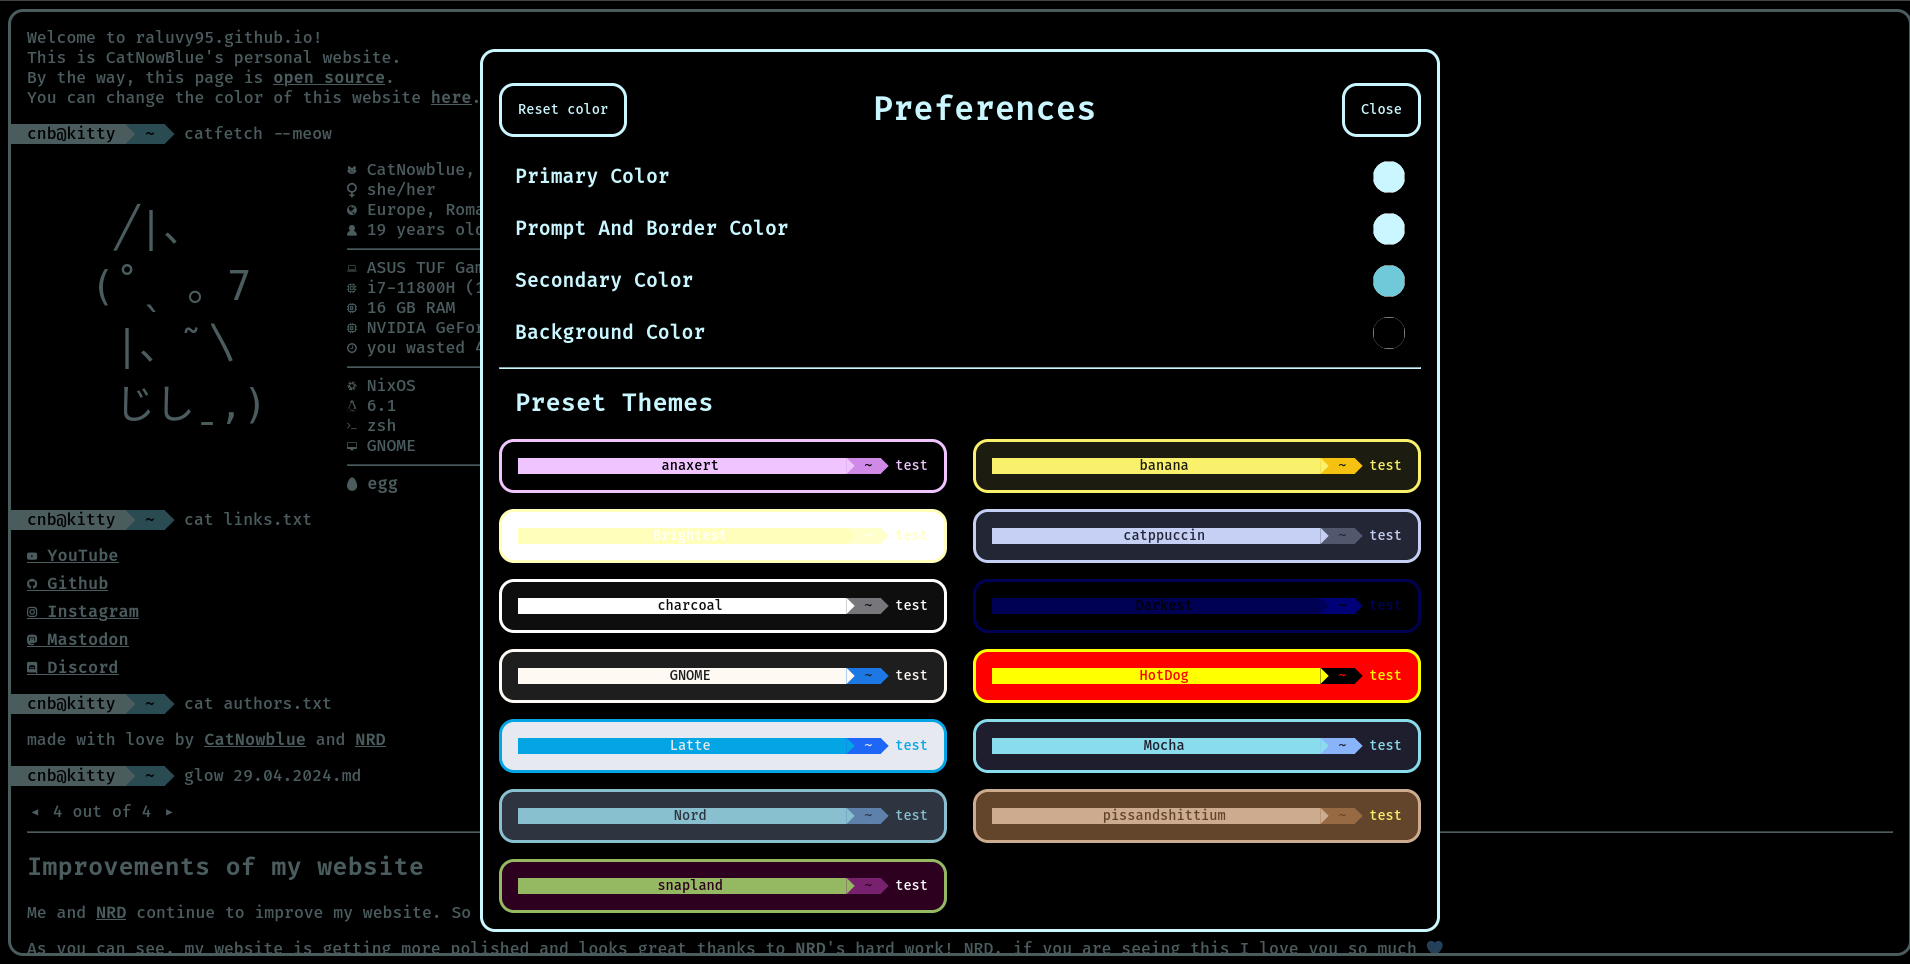 Welcome to raluvy95.github.io!
This is CatNowBlue's personal website.
By the way, this page is open source.
You can change the color of this website here.
cnb@kitty ~ catfetch --meow
╱|、
(˚ˎ 。7
|、˜\
じしˍ,)
CatNowblue,
she/her
Europe, Roma
19 years old
ASUS TUF Gam
i7-11800H (1
16 GB RAM
NVIDIA GeFor
you wasted 4
NixOS
6.1
zsh
GNOME
egg
cnb@kitty ~ cat links.txt
YouTube
Github
Instagram
Mastodon
Discord
cnb@kitty ~ cat authors.txt
made with love by CatNowblue and NRD
cnb@kitty ~ glow 29.04.2024.md
◂ 4 out of 4 ▸
Improvements of my website
Me and NRD continue to improve my website. So
As you can see, my website is getting more polished and looks great thanks to NRD's hard work! NRD, if you are seeing this I love you so much 💙
Reset color
Preferences
Close
Primary Color
Prompt And Border Color
Secondary Color
Background Color
Preset Themes
anaxert ~ test
banana ~ test
Brightest ~ test
catppuccin ~ test
charcoal ~ test
Darkest ~ test
GNOME ~ test
HotDog ~ test
Latte ~ test
Mocha ~ test
Nord ~ test
pissandshittium ~ test
snapland ~ test